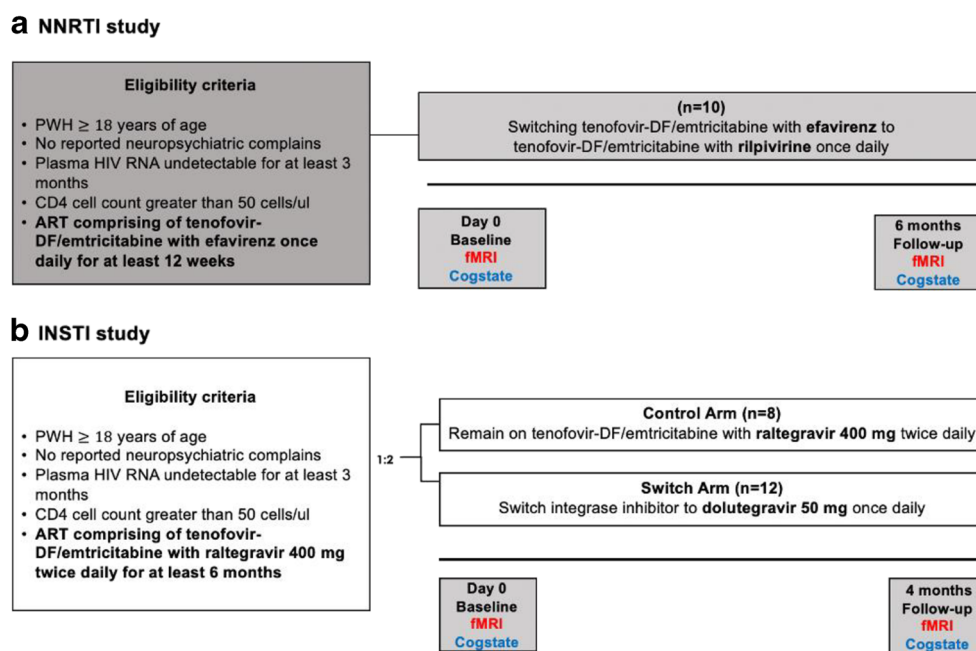 a NNRTI study
Eligibility criteria
• PWH ≥ 18 years of age
• No reported neuropsychiatric complains
• Plasma HIV RNA undetectable for at least 3
months
• CD4 cell count greater than 50 cells/ul
• ART comprising of tenofovir-
DF/emtricitabine with efavirenz once
daily for at least 12 weeks
(n=10)
Switching tenofovir-DF/emtricitabine with efavirenz to
tenofovir-DF/emtricitabine with rilpivirine once daily
Day 0
Baseline
fMRI
Cogstate
6 months
Follow-up
fMRI
Cogstate
b INSTI study
Eligibility criteria
• PWH ≥ 18 years of age
• No reported neuropsychiatric complains
• Plasma HIV RNA undetectable for at least 3
months
• CD4 cell count greater than 50 cells/ul
• ART comprising of tenofovir-
DF/emtricitabine with raltegravir 400 mg
twice daily for at least 6 months
1:2
Control Arm (n=8)
Remain on tenofovir-DF/emtricitabine with raltegravir 400 mg twice daily
Switch Arm (n=12)
Switch integrase inhibitor to dolutegravir 50 mg once daily
Day 0
Baseline
fMRI
Cogstate
4 months
Follow-up
fMRI
Cogstate